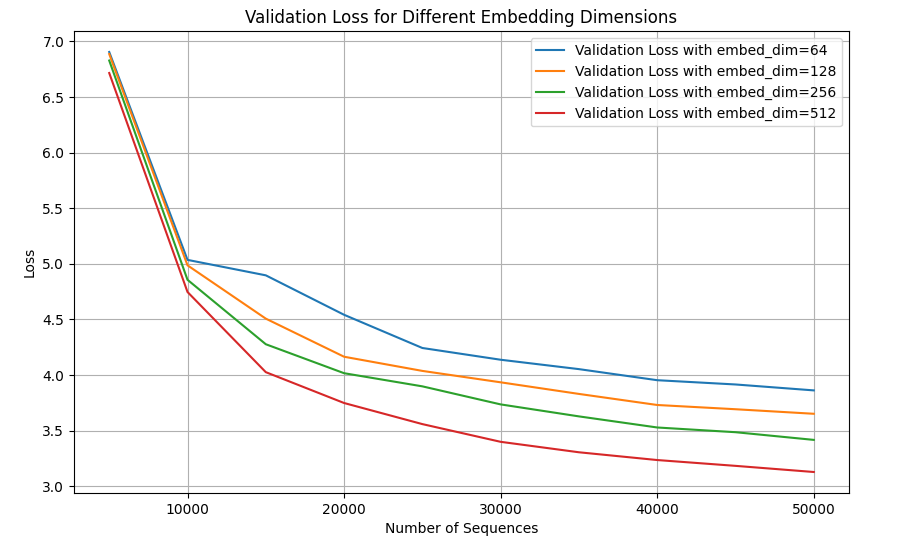 Validation Loss for Different Embedding Dimensions
Validation Loss with embed_dim=64
Validation Loss with embed_dim=128
Validation Loss with embed_dim=256
Validation Loss with embed_dim=512
Loss
7.0
6.5
6.0
5.5
5.0
4.5
4.0
3.5
3.0
10000 20000 30000 40000 50000
Number of Sequences